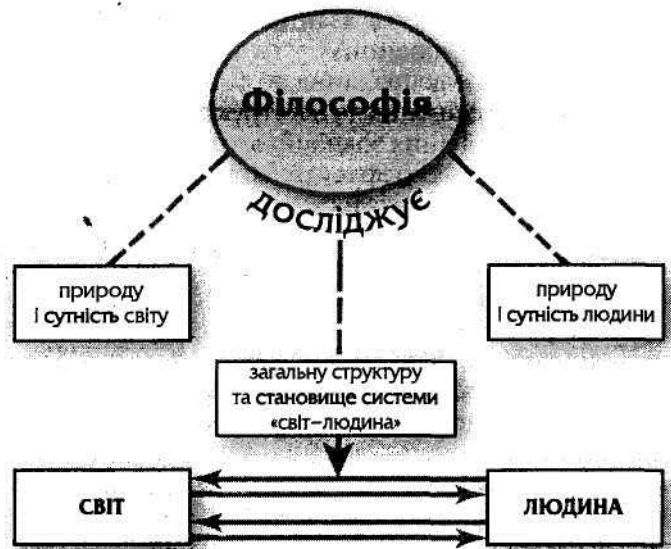 Філософія
досліджує
природу
і сутність світу
природу
і сутність людини
загальну структуру
та становище системи
«світ–людина»
СВІТ
ЛЮДИНА